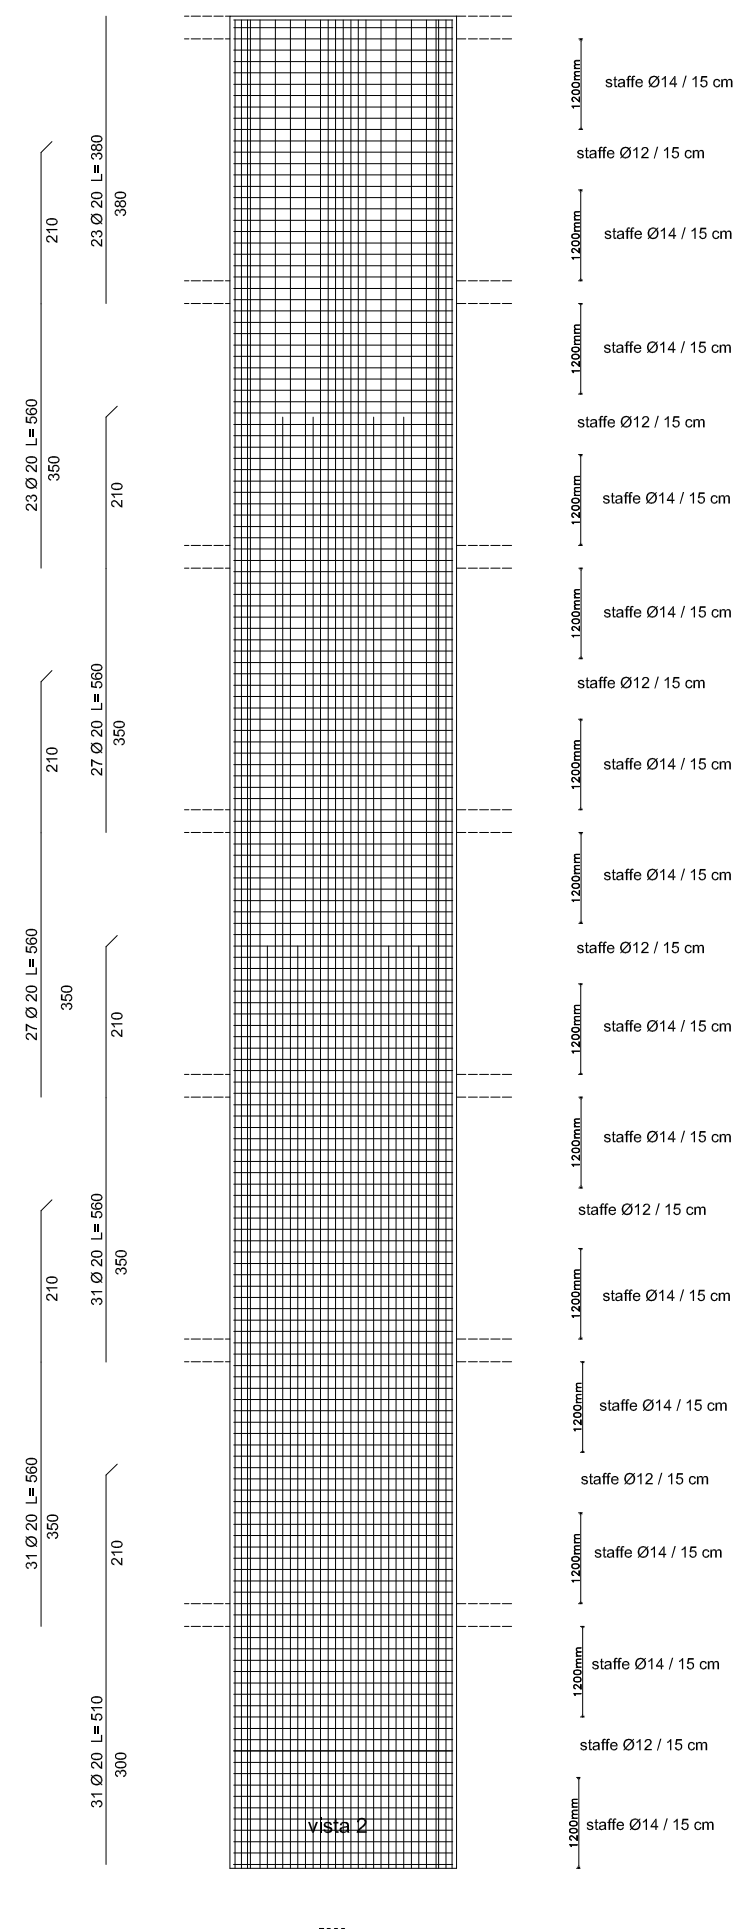 staffe Ø14 / 15 cm
1200mm
staffe Ø12 / 15 cm
23 Ø 20 L= 380
380
210
staffe Ø14 / 15 cm
1200mm
staffe Ø14 / 15 cm
1200mm
staffe Ø12 / 15 cm
23 Ø 20 L= 560
350
210
staffe Ø14 / 15 cm
1200mm
staffe Ø14 / 15 cm
1200mm
staffe Ø12 / 15 cm
27 Ø 20 L= 560
350
210
staffe Ø14 / 15 cm
1200mm
staffe Ø14 / 15 cm
1200mm
staffe Ø12 / 15 cm
27 Ø 20 L= 560
350
210
staffe Ø14 / 15 cm
1200mm
staffe Ø14 / 15 cm
1200mm
staffe Ø12 / 15 cm
31 Ø 20 L= 560
350
210
staffe Ø14 / 15 cm
1200mm
staffe Ø14 / 15 cm
1200mm
staffe Ø12 / 15 cm
31 Ø 20 L= 560
350
210
staffe Ø14 / 15 cm
1200mm
staffe Ø14 / 15 cm
1200mm
staffe Ø12 / 15 cm
31 Ø 20 L= 510
300
vista 2
staffe Ø14 / 15 cm
1200mm